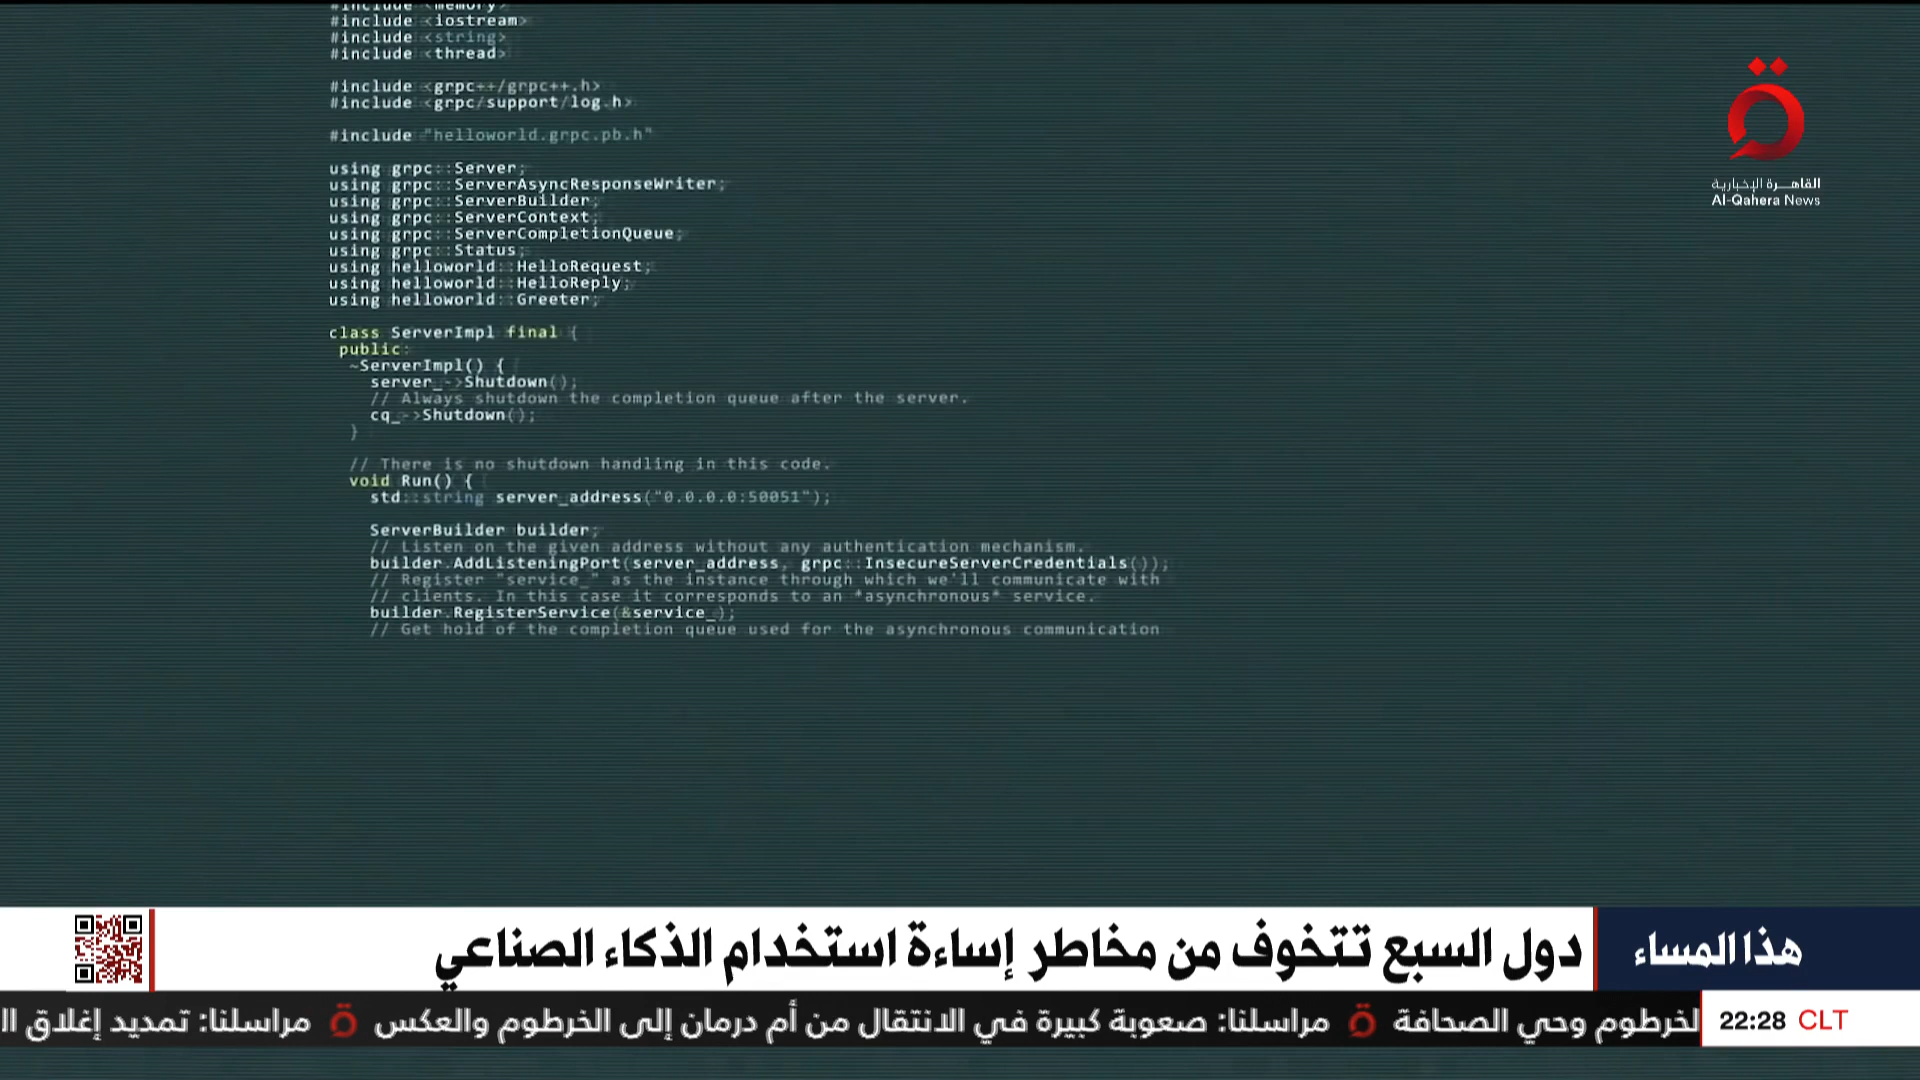 #include <memory>
#include <iostream>
#include <string>
#include <thread>
#include <grpc++/grpc++.h>
#include <grpc/support/log.h>
#include "helloworld.grpc.pb.h"
using grpc::Server;
using grpc::ServerAsyncResponseWriter;
using grpc::ServerBuilder;
using grpc::ServerContext;
using grpc::ServerCompletionQueue;
using grpc::Status;
using helloworld::HelloRequest;
using helloworld::HelloReply;
using helloworld::Greeter;
class ServerImpl final {
public:
~ServerImpl() {
server_->Shutdown();
// Always shutdown the completion queue after the server.
cq_->Shutdown();
}
// There is no shutdown handling in this code.
void Run() {
std::string server_address("0.0.0.0:50051");
ServerBuilder builder;
// Listen on the given address without any authentication mechanism.
builder.AddListeningPort(server_address, grpc::InsecureServerCredentials());
// Register "service_" as the instance through which we'll communicate with
// clients. In this case it corresponds to an *asynchronous* service.
builder.RegisterService(&service_);
// Get hold of the completion queue used for the asynchronous communication
القاهرة الإخبارية
Al-Qahera News
هذا المساء
دول السبع تتخوف من مخاطر إساءة استخدام الذكاء الصناعي
22:28 CLT
لخرطوم وحي الصحافة مراسلنا: صعوبة كبيرة في الانتقال من أم درمان إلى الخرطوم والعكس مراسلنا: تمديد إغلاق